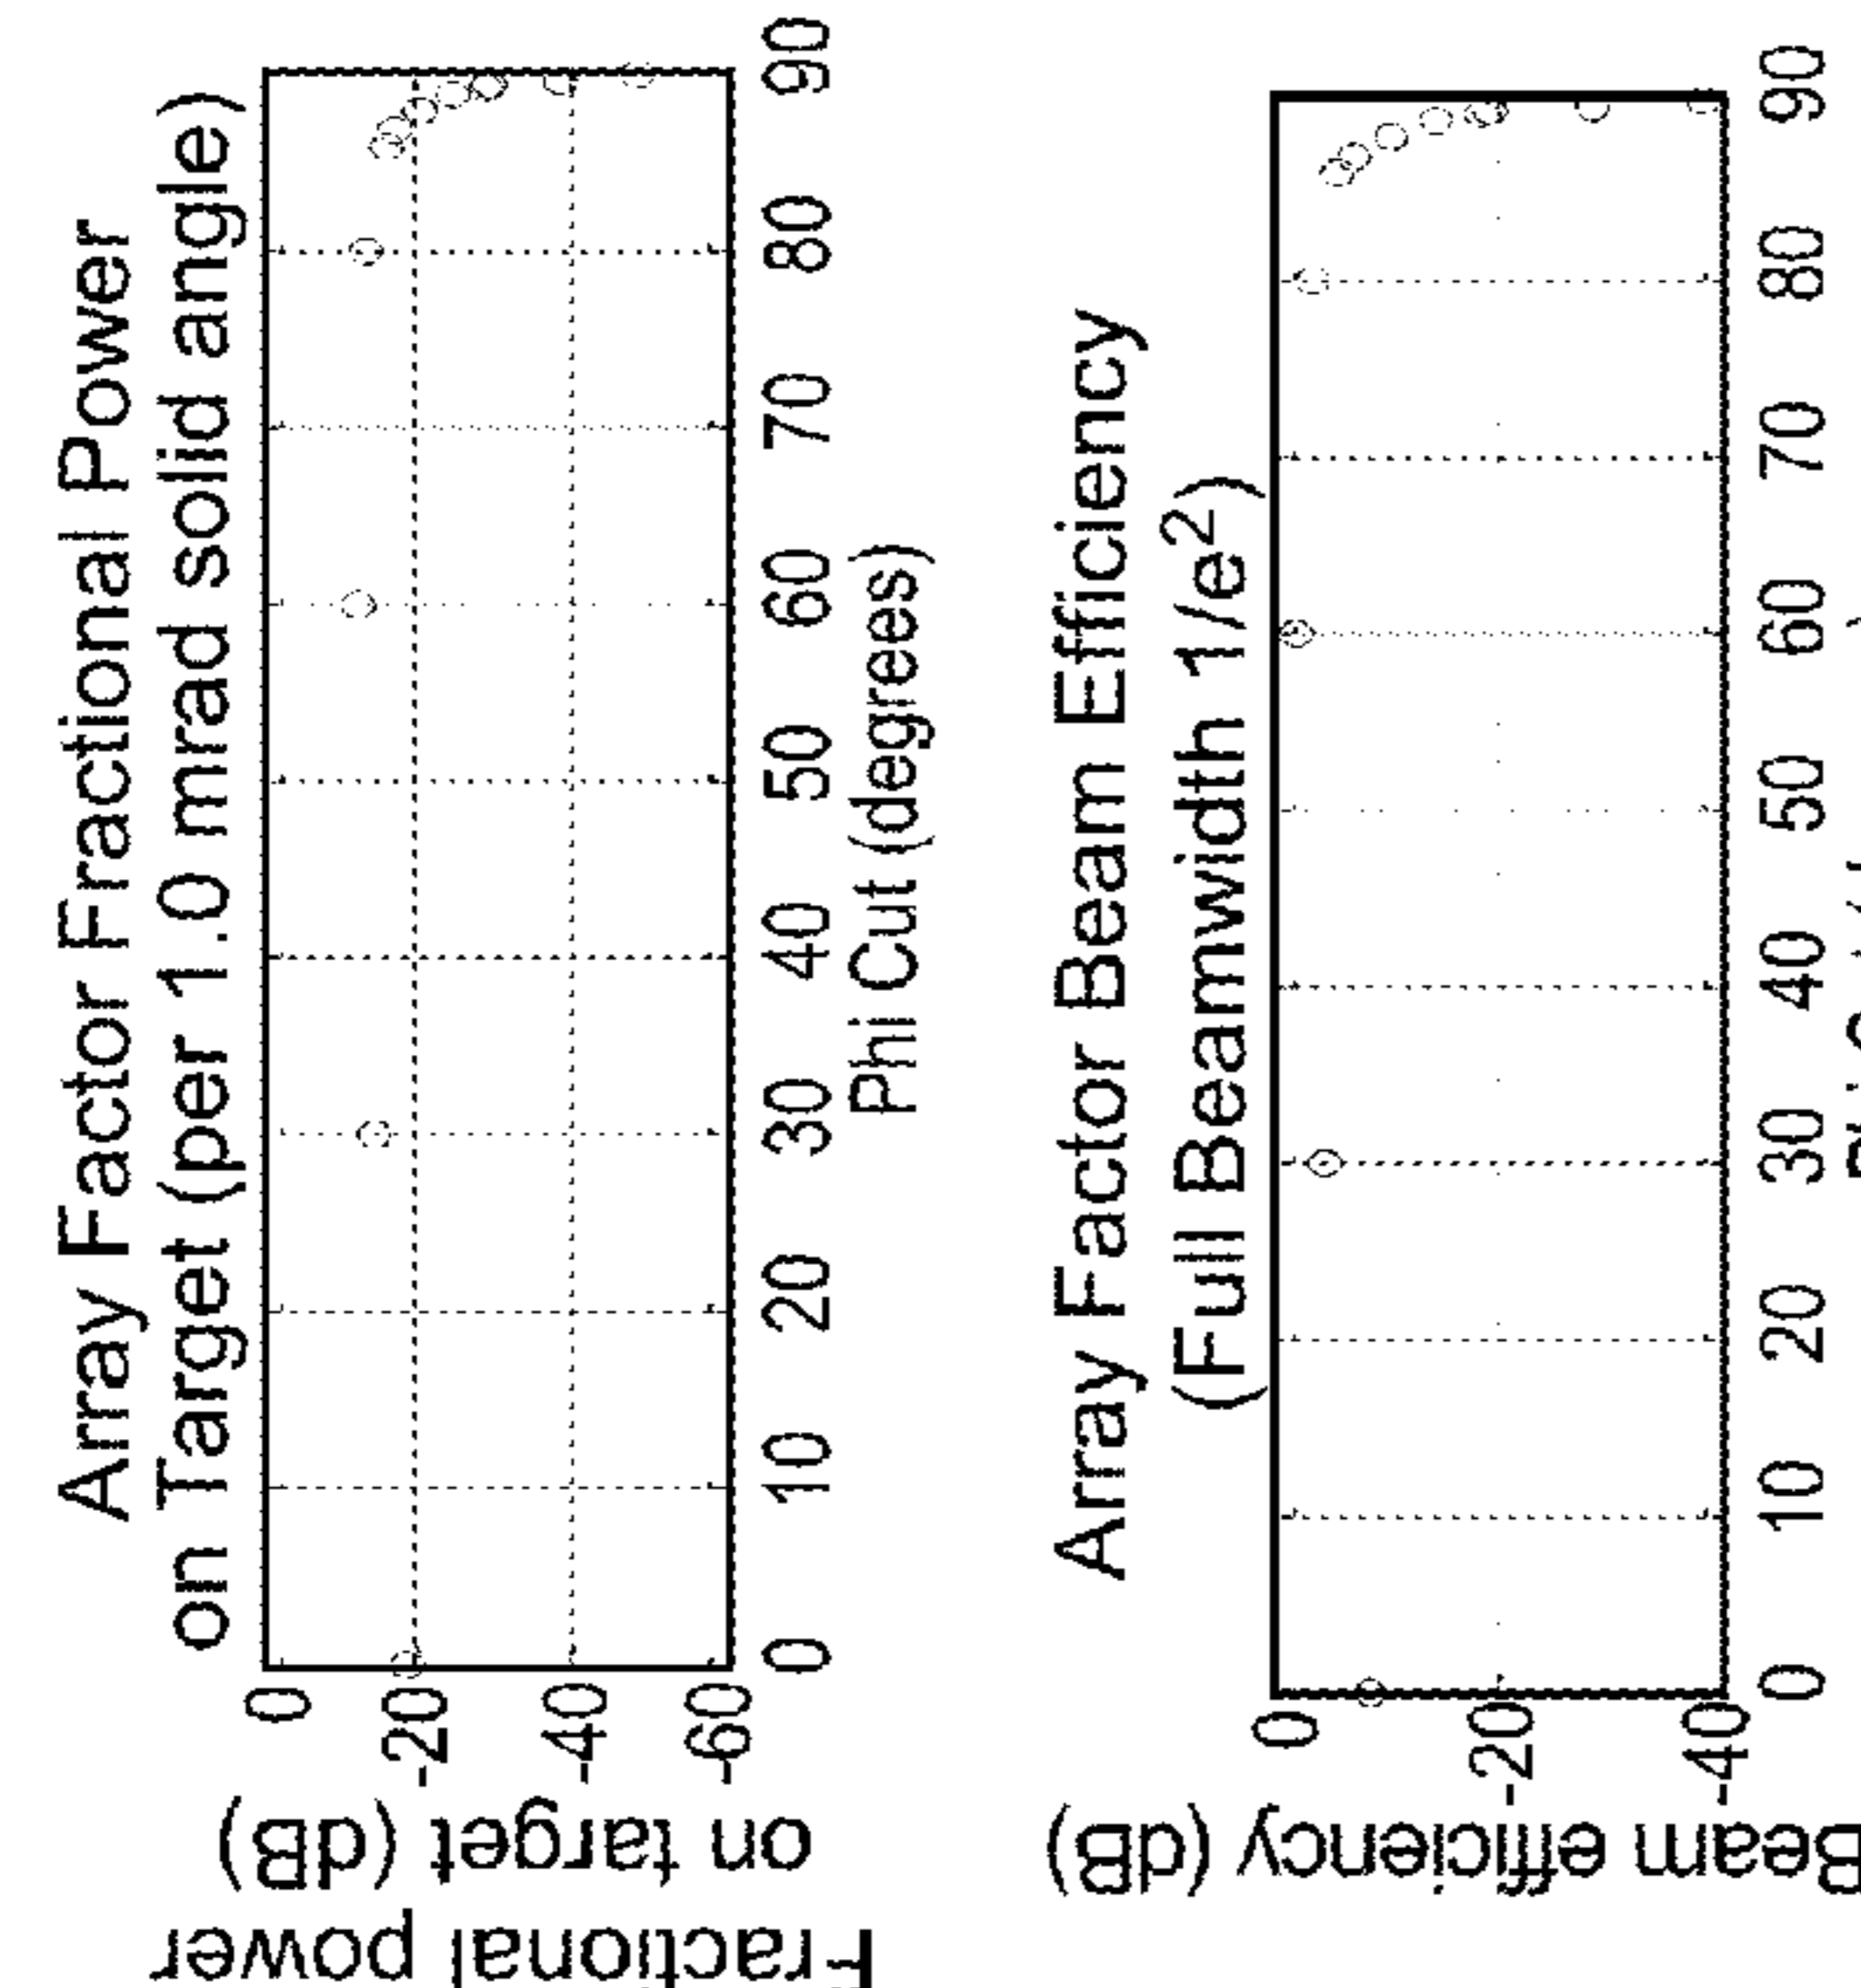 Array Factor Fractional Power
on Target (per 1.0 mrad solid angle)
Fractional power
on target (dB)
0
-20
-40
-60
0 10 20 30 40 50 60 70 80 90
Phi Cut (degrees)
Array Factor Beam Efficiency
(Full Beamwidth 1/e²)
Beam efficiency (dB)
0
-20
-40
0 10 20 30 40 50 60 70 80 90